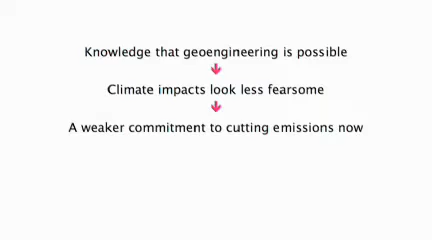 Knowledge that geoengineering is possible
Climate impacts look less fearsome
A weaker commitment to cutting emissions now